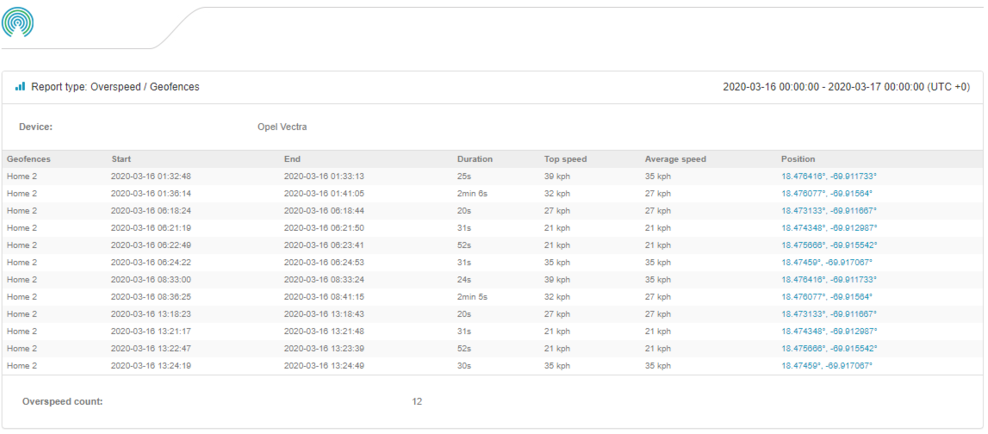 Report type: Overspeed / Geofences 2020-03-16 00:00:00 - 2020-03-17 00:00:00 (UTC +0)
Device: Opel Vectra
Geofences Start End Duration Top speed Average speed Position
Home 2 2020-03-16 01:32:48 2020-03-16 01:33:13 25s 39 kph 35 kph 18.476416°, -69.911733°
Home 2 2020-03-16 01:36:14 2020-03-16 01:41:05 2min 6s 32 kph 27 kph 18.476077°, -69.91564°
Home 2 2020-03-16 06:18:24 2020-03-16 06:18:44 20s 27 kph 27 kph 18.473133°, -69.911667°
Home 2 2020-03-16 06:21:19 2020-03-16 06:21:50 31s 21 kph 21 kph 18.474348°, -69.912987°
Home 2 2020-03-16 06:22:49 2020-03-16 06:23:41 52s 21 kph 21 kph 18.475666°, -69.915542°
Home 2 2020-03-16 06:24:22 2020-03-16 06:24:53 31s 35 kph 35 kph 18.47459°, -69.917067°
Home 2 2020-03-16 08:33:00 2020-03-16 08:33:24 24s 39 kph 35 kph 18.476416°, -69.911733°
Home 2 2020-03-16 08:36:25 2020-03-16 08:41:15 2min 5s 32 kph 27 kph 18.476077°, -69.91564°
Home 2 2020-03-16 13:18:23 2020-03-16 13:18:43 20s 27 kph 27 kph 18.473133°, -69.911667°
Home 2 2020-03-16 13:21:17 2020-03-16 13:21:48 31s 21 kph 21 kph 18.474348°, -69.912987°
Home 2 2020-03-16 13:22:47 2020-03-16 13:23:39 52s 21 kph 21 kph 18.475666°, -69.915542°
Home 2 2020-03-16 13:24:19 2020-03-16 13:24:49 30s 35 kph 35 kph 18.47459°, -69.917067°
Overspeed count: 12